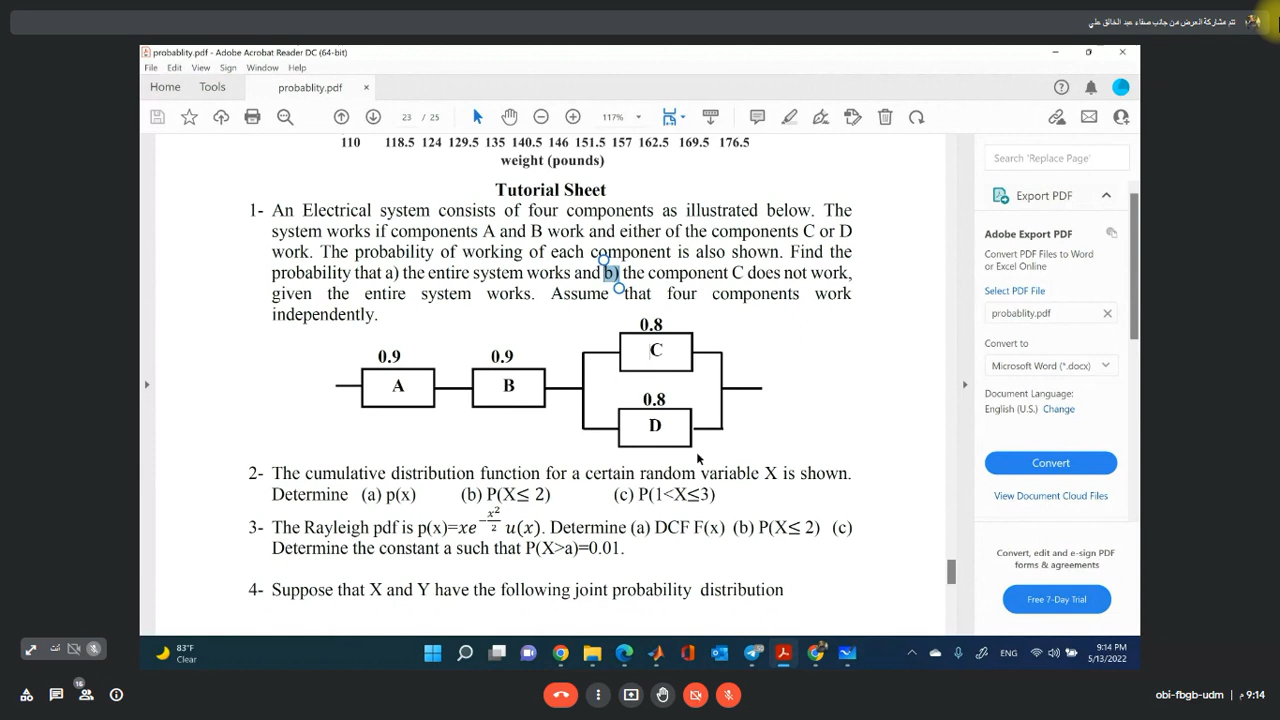 تتم مشاركة العرض من جانب صفاء عبد الخالق علي
probablity.pdf - Adobe Acrobat Reader DC (64-bit)
File Edit View Sign Window Help
Home Tools probablity.pdf ×
23 / 25 117%
110 118.5 124 129.5 135 140.5 146 151.5 157 162.5 169.5 176.5
weight (pounds)
Tutorial Sheet
1- An Electrical system consists of four components as illustrated below. The
system works if components A and B work and either of the components C or D
work. The probability of working of each component is also shown. Find the
probability that a) the entire system works and b) the component C does not work,
given the entire system works. Assume that four components work
independently.
0.8
0.9 0.9 C
A B
0.8
D
2- The cumulative distribution function for a certain random variable X is shown.
Determine (a) p(x) (b) P(X≤ 2) (c) P(1<X≤3)
3- The Rayleigh pdf is p(x)=xe^{-x²/2} u(x). Determine (a) DCF F(x) (b) P(X≤ 2) (c)
Determine the constant a such that P(X>a)=0.01.
4- Suppose that X and Y have the following joint probability distribution
Search 'Replace Page'
Export PDF
Adobe Export PDF
Convert PDF Files to Word
or Excel Online
Select PDF File
probablity.pdf
Convert to
Microsoft Word (*.docx)
Document Language:
English (U.S.) Change
Convert
View Document Cloud Files
Convert, edit and e-sign PDF
forms & agreements
Free 7-Day Trial
أنت
83°F
Clear
ENG
9:14 PM
5/13/2022
16
obi-fbgb-udm | 9:14 م